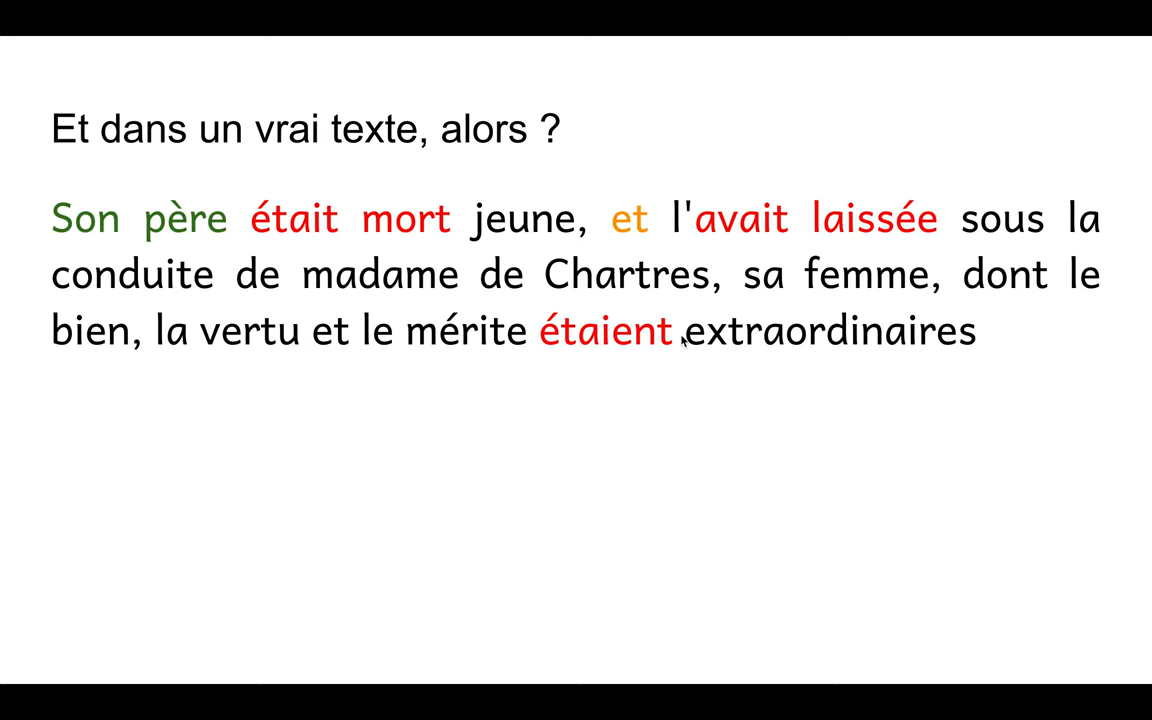 Et dans un vrai texte, alors ?
Son père était mort jeune, et l'avait laissée sous la
conduite de madame de Chartres, sa femme, dont le
bien, la vertu et le mérite étaient extraordinaires